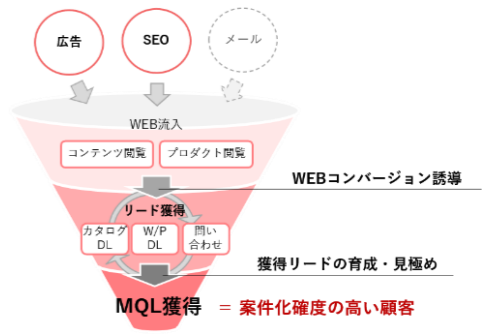 広告
SEO
メール
WEB流入
コンテンツ閲覧
プロダクト閲覧
WEBコンバージョン誘導
リード獲得
カタログ
DL
W/P
DL
問い
合わせ
獲得リードの育成・見極め
MQL獲得 = 案件化確度の高い顧客